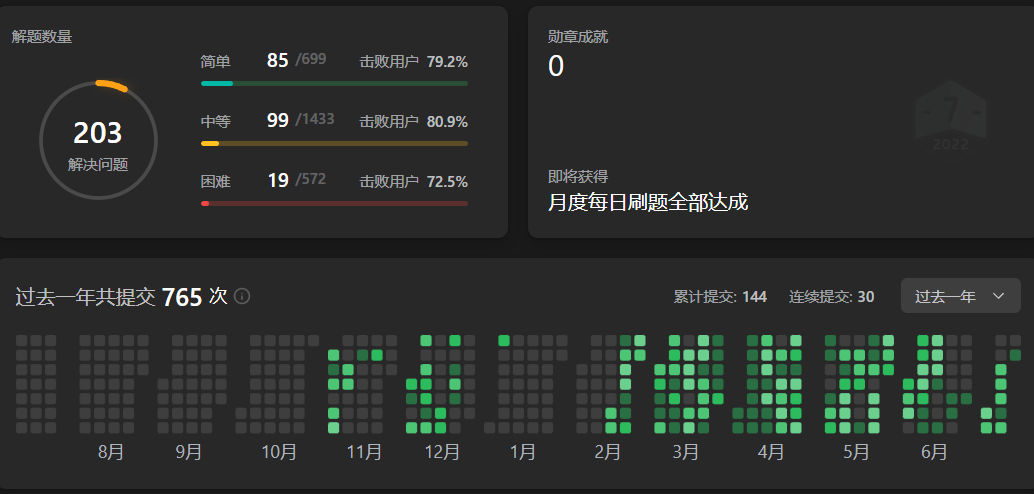 解题数量
203
解决问题
简单 85 /699 击败用户 79.2%
中等 99 /1433 击败用户 80.9%
困难 19 /572 击败用户 72.5%
勋章成就
0
7
2022
即将获得
月度每日刷题全部达成
过去一年共提交 765 次
累计提交: 144 连续提交: 30 过去一年
8月 9月 10月 11月 12月 1月 2月 3月 4月 5月 6月